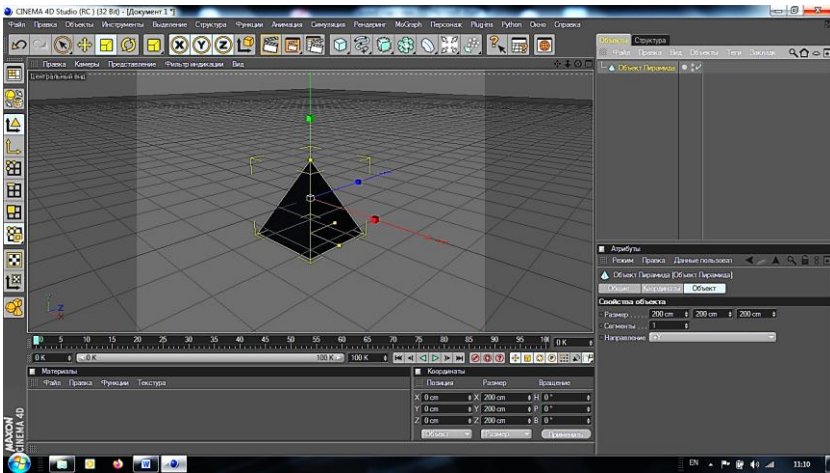 CINEMA 4D Studio (RC) (32 Bit) - [Документ 1 *]
Файл Правка Объекты Инструменты Выделение Структура Функции Анимация Симуляция Рендеринг MoGraph Персонаж Plug-ins Python Окно Справка
Правка Камеры Представление Фильтр индикации Вид
Центральный вид
Объекты Структура
Файл Правка Вид Объекты Теги Закладк
Объект Пирамида
X Y Z
Z
X
Атрибуты
Режим Правка Данные пользоват
Объект Пирамида [Объект Пирамида]
Общие Координаты Объект
Свойства объекта
Размер . . . . . 200 cm 200 cm 200 cm
Сегменты . . . 1
Направление +Y
0 5 10 15 20 25 30 35 40 45 50 55 60 65 70 75 80 85 90 95 0 K
0 K 0 K 100 K 100 K
Материалы
Файл Правка Функции Текстура
Координаты
Позиция Размер Вращение
X 0 cm X 200 cm H 0 °
Y 0 cm Y 200 cm P 0 °
Z 0 cm Z 200 cm B 0 °
Объект Размер Применить
MAXON
CINEMA 4D
EN 11:10